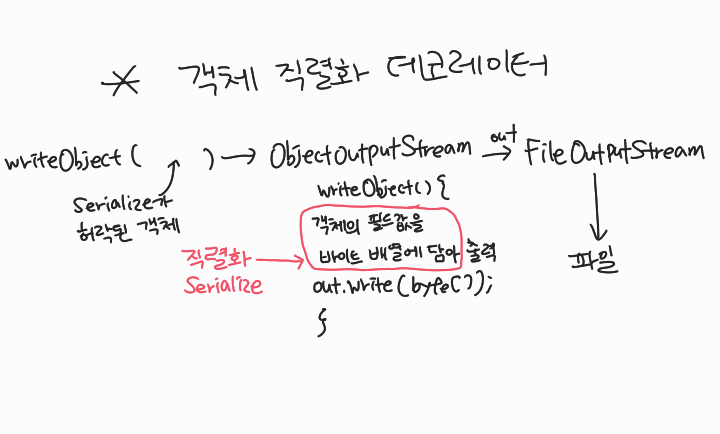 * 객체 직렬화 데코레이터
writeObject( ) → ObjectOutputStream out → FileOutputStream
Serialize가
허락된 객체
writeObject() {
객체의 필드값을
바이트 배열에 담아 출력
직렬화
Serialize
out.write(byte[]);
}
파일